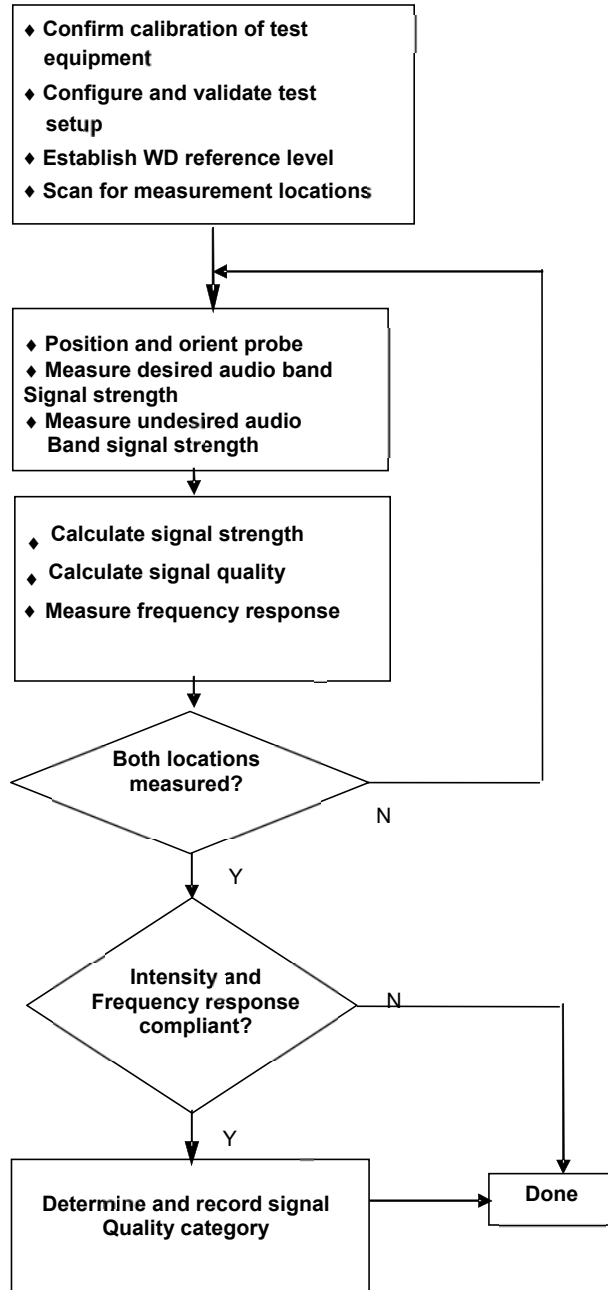 ♦ Confirm calibration of test
equipment
♦ Configure and validate test
setup
♦ Establish WD reference level
♦ Scan for measurement locations
♦ Position and orient probe
♦ Measure desired audio band
Signal strength
♦ Measure undesired audio
Band signal strength
♦ Calculate signal strength
♦ Calculate signal quality
♦ Measure frequency response
Both locations
measured?
N
Y
Intensity and
Frequency response
compliant?
N
Y
Determine and record signal
Quality category
Done